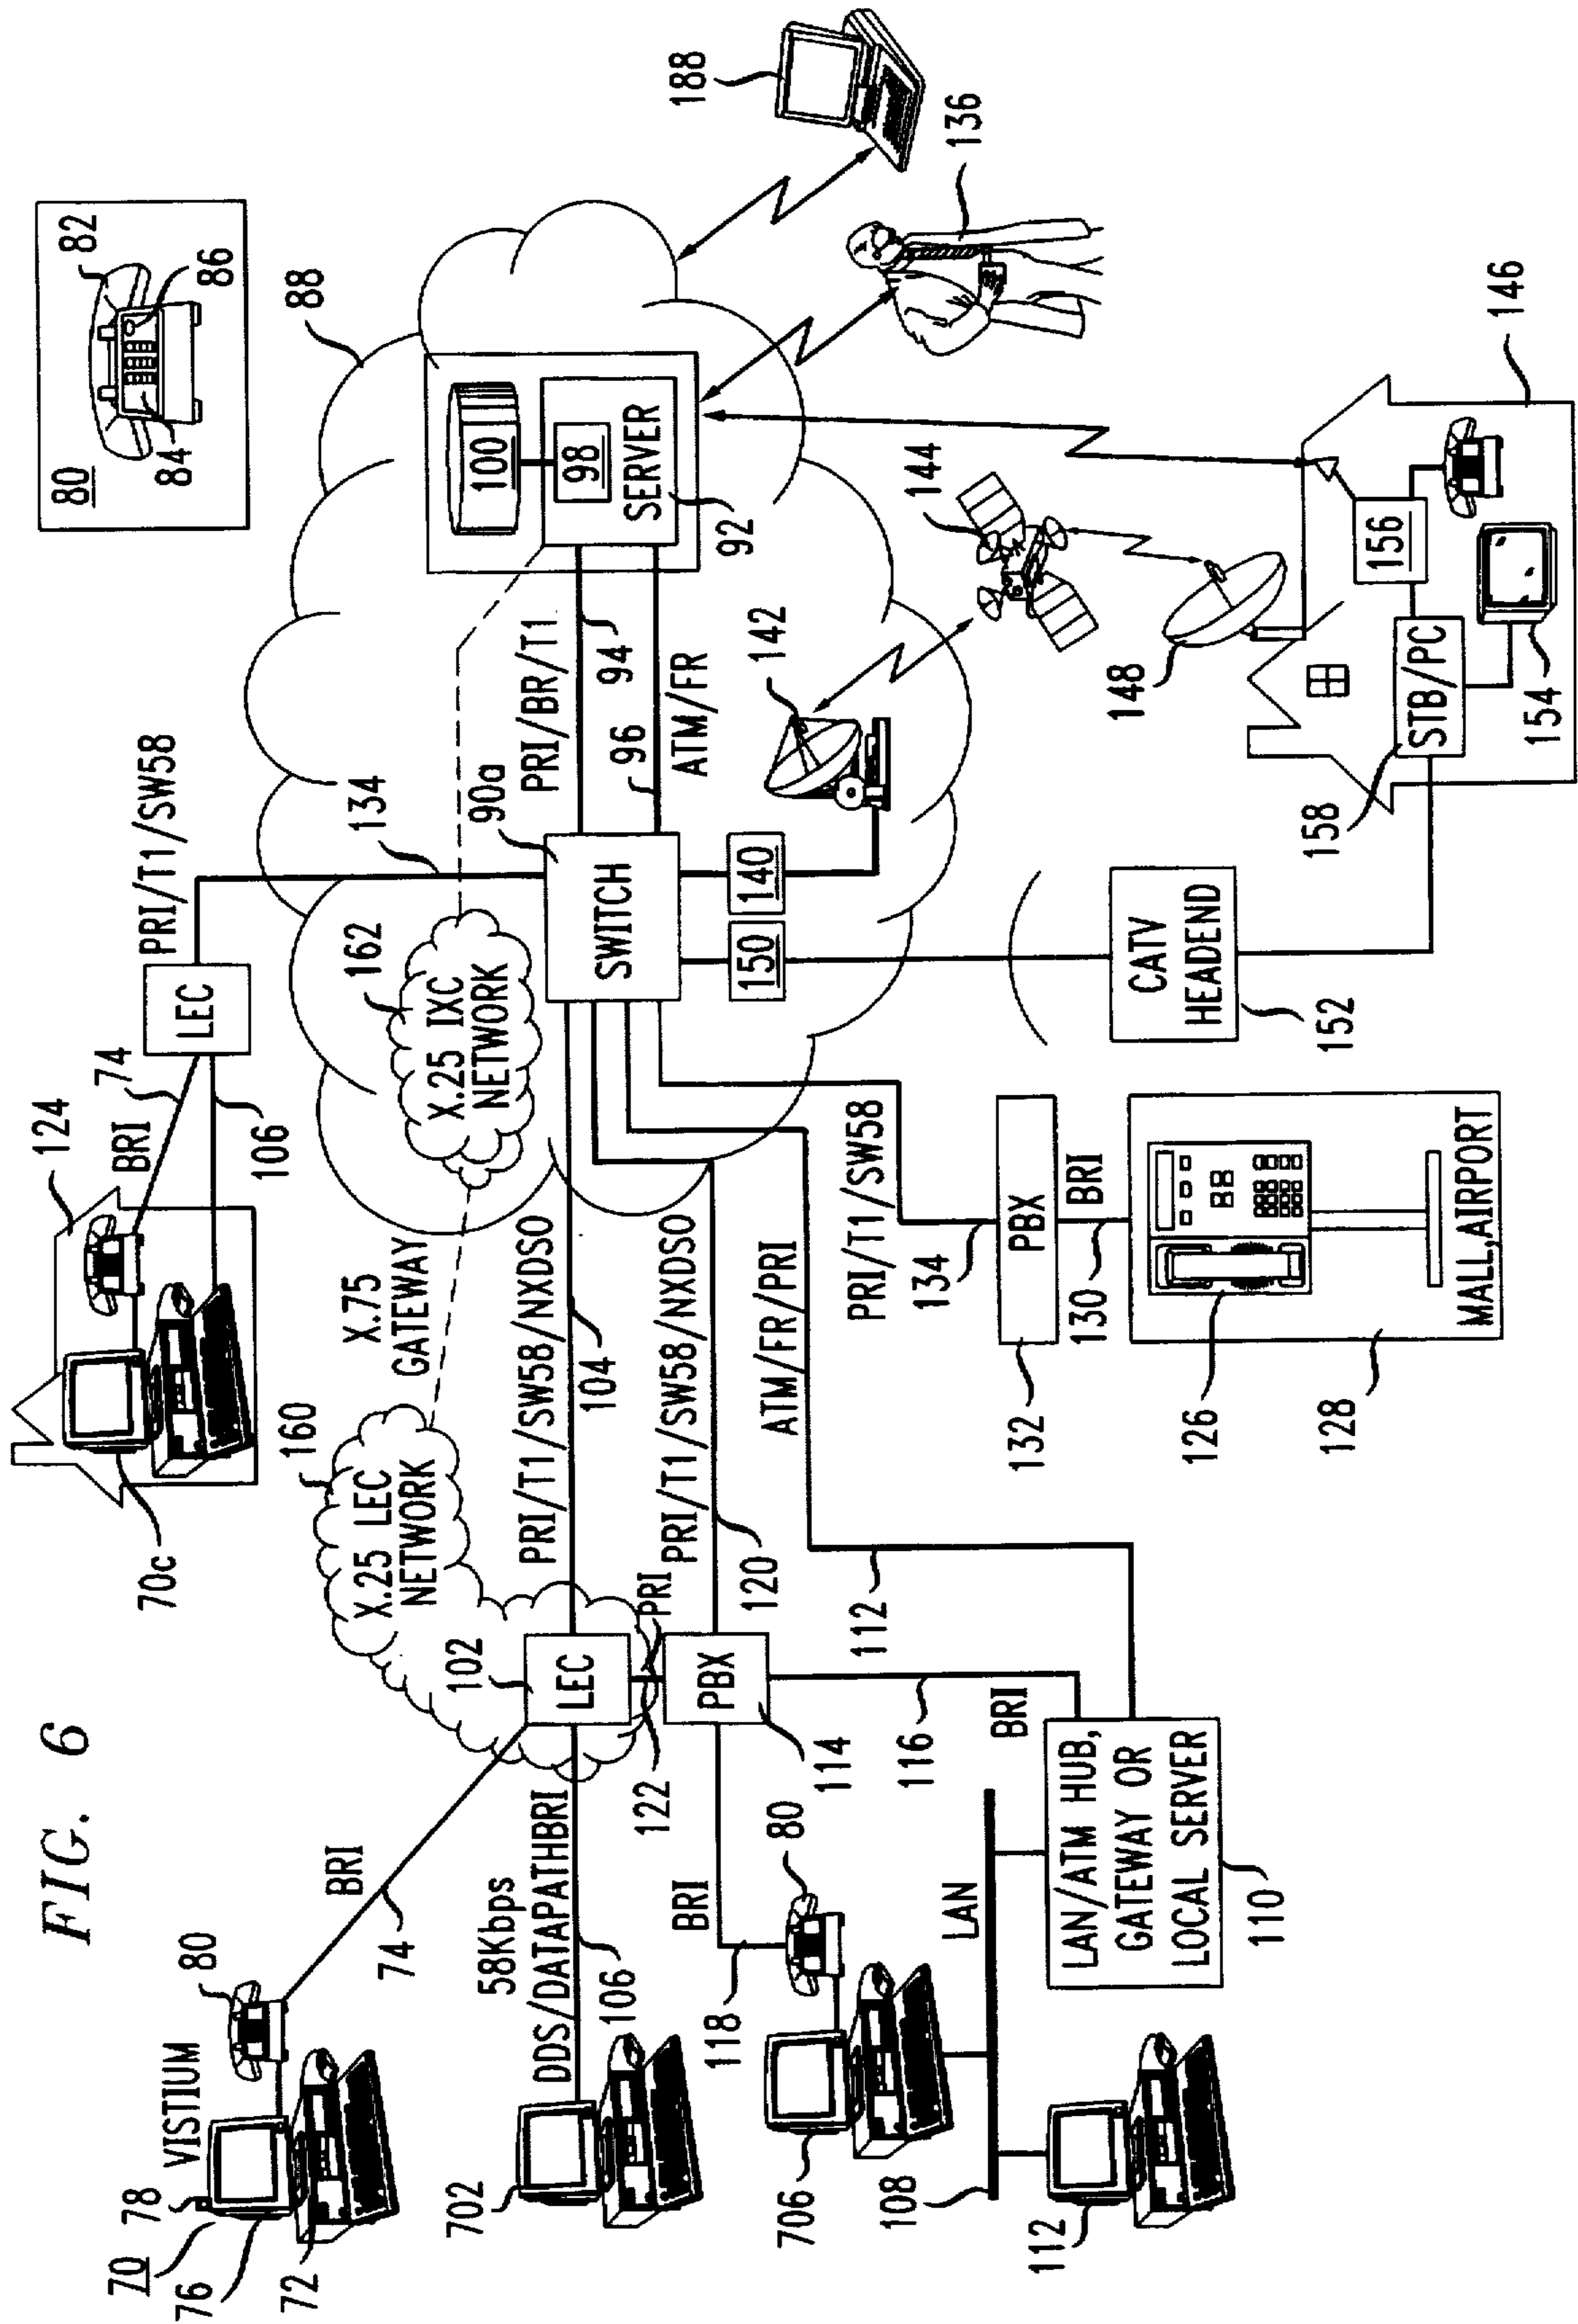 FIG. 6
70
78
VISTIUM
76
72
80
BRI
74
702
58Kbps
DDS/DATAPATHBRI
106
706
118
BRI
80
108
LAN
112
LAN/ATM HUB,
GATEWAY OR
LOCAL SERVER
110
BRI
116
112
PBX
114
122
PRI
LEC
102
X.25 LEC
NETWORK
160
X.75
GATEWAY
PRI/T1/SW58/NXDSO
104
PRI/T1/SW58/NXDSO
120
ATM/FR/PRI
70c
124
BRI
74
106
LEC
PRI/T1/SW58
134
X.25 IXC
NETWORK
162
SWITCH
90a
PRI/BR/T1
94
96
ATM/FR
88
100
98
SERVER
92
80
82
84
86
150
140
142
144
148
188
136
PRI/T1/SW58
134
PBX
132
BRI
130
126
128
MALL,AIRPORT
CATV
HEADEND
152
158
STB/PC
156
154
146